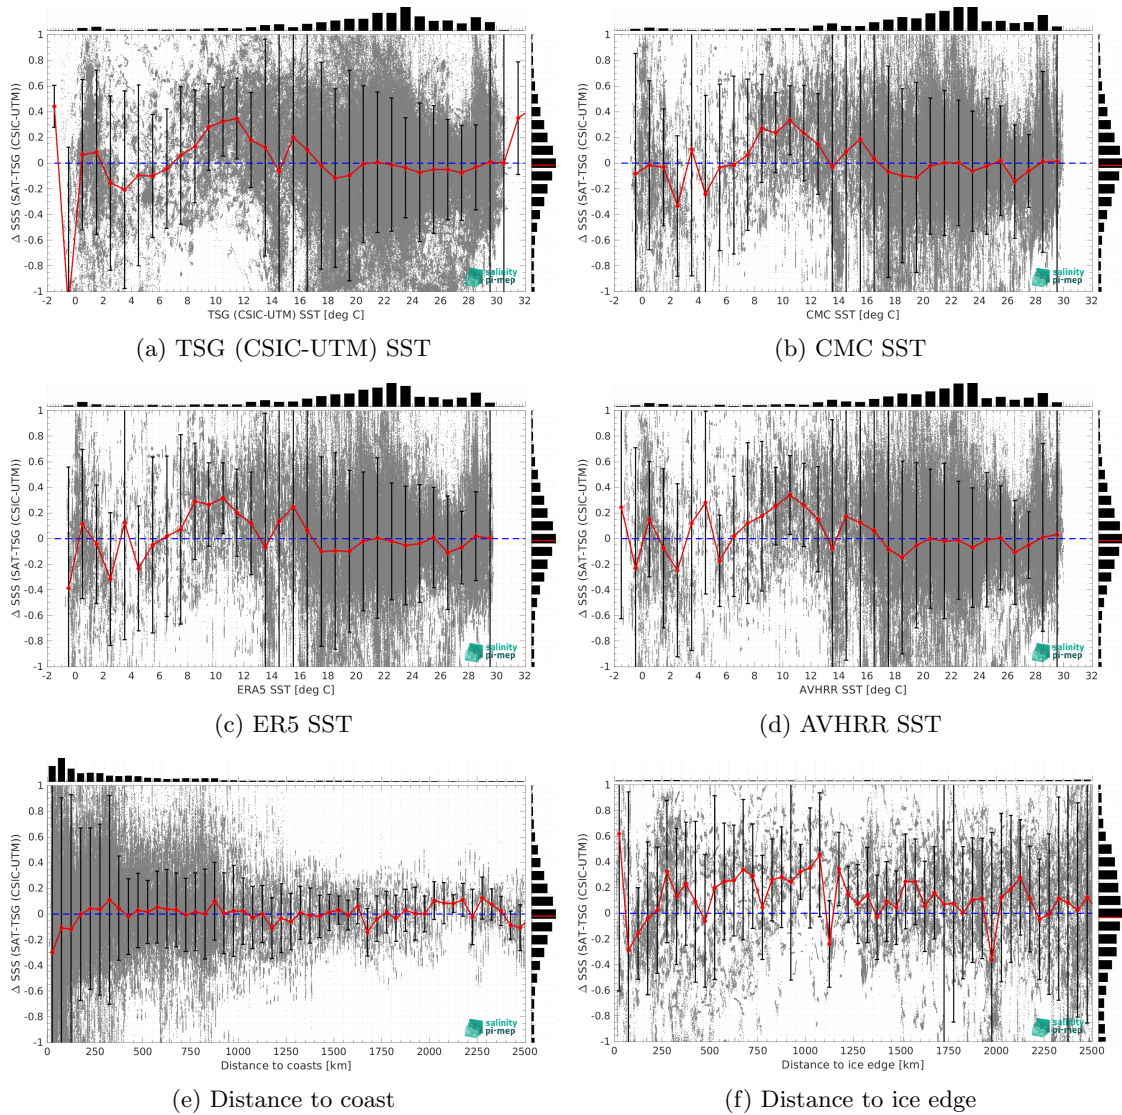 1
0.8
0.6
0.4
0.2
0
-0.2
-0.4
-0.6
-0.8
-1
Δ SSS (SAT-TSG (CSIC-UTM))
-2 0 2 4 6 8 10 12 14 16 18 20 22 24 26 28 30 32
TSG (CSIC-UTM) SST [deg C]
salinity
pi-mep
(a) TSG (CSIC-UTM) SST
1
0.8
0.6
0.4
0.2
0
-0.2
-0.4
-0.6
-0.8
-1
Δ SSS (SAT-TSG (CSIC-UTM))
-2 0 2 4 6 8 10 12 14 16 18 20 22 24 26 28 30 32
CMC SST [deg C]
salinity
pi-mep
(b) CMC SST
1
0.8
0.6
0.4
0.2
0
-0.2
-0.4
-0.6
-0.8
-1
Δ SSS (SAT-TSG (CSIC-UTM))
-2 0 2 4 6 8 10 12 14 16 18 20 22 24 26 28 30 32
ERA5 SST [deg C]
salinity
pi-mep
(c) ER5 SST
1
0.8
0.6
0.4
0.2
0
-0.2
-0.4
-0.6
-0.8
-1
Δ SSS (SAT-TSG (CSIC-UTM))
-2 0 2 4 6 8 10 12 14 16 18 20 22 24 26 28 30 32
AVHRR SST [deg C]
salinity
pi-mep
(d) AVHRR SST
1
0.8
0.6
0.4
0.2
0
-0.2
-0.4
-0.6
-0.8
-1
Δ SSS (SAT-TSG (CSIC-UTM))
0 250 500 750 1000 1250 1500 1750 2000 2250 2500
Distance to coasts [km]
salinity
pi-mep
(e) Distance to coast
1
0.8
0.6
0.4
0.2
0
-0.2
-0.4
-0.6
-0.8
-1
Δ SSS (SAT-TSG (CSIC-UTM))
0 250 500 750 1000 1250 1500 1750 2000 2250 2500
Distance to ice edge [km]
salinity
pi-mep
(f) Distance to ice edge